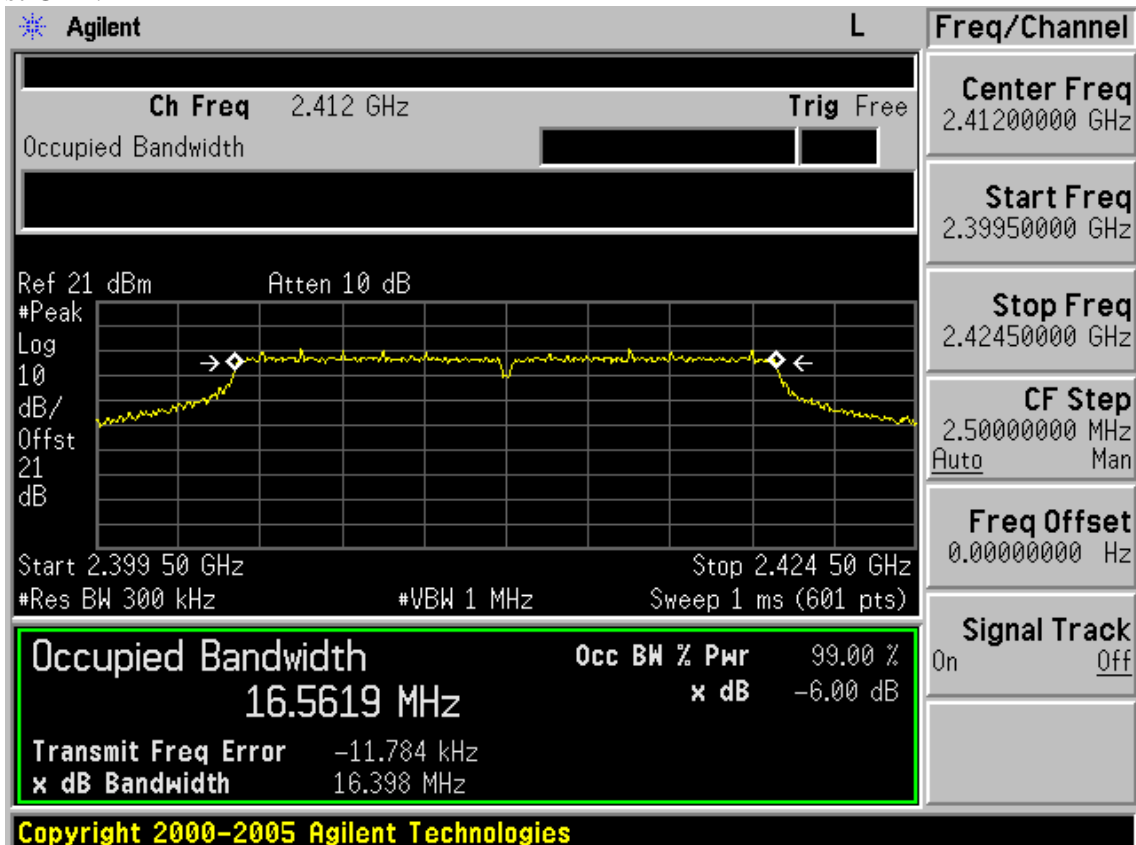 Agilent L
Freq/Channel
Ch Freq 2.412 GHz Trig Free
Occupied Bandwidth
Center Freq
2.41200000 GHz
Start Freq
2.39950000 GHz
Stop Freq
2.42450000 GHz
CF Step
2.50000000 MHz
Auto Man
Freq Offset
0.00000000 Hz
Signal Track
On Off
Ref 21 dBm Atten 10 dB
#Peak
Log
10
dB/
Offst
21
dB
Start 2.399 50 GHz Stop 2.424 50 GHz
#Res BW 300 kHz #VBW 1 MHz Sweep 1 ms (601 pts)
Occupied Bandwidth
16.5619 MHz
Occ BW % Pwr 99.00 %
x dB -6.00 dB
Transmit Freq Error -11.784 kHz
x dB Bandwidth 16.398 MHz
Copyright 2000-2005 Agilent Technologies